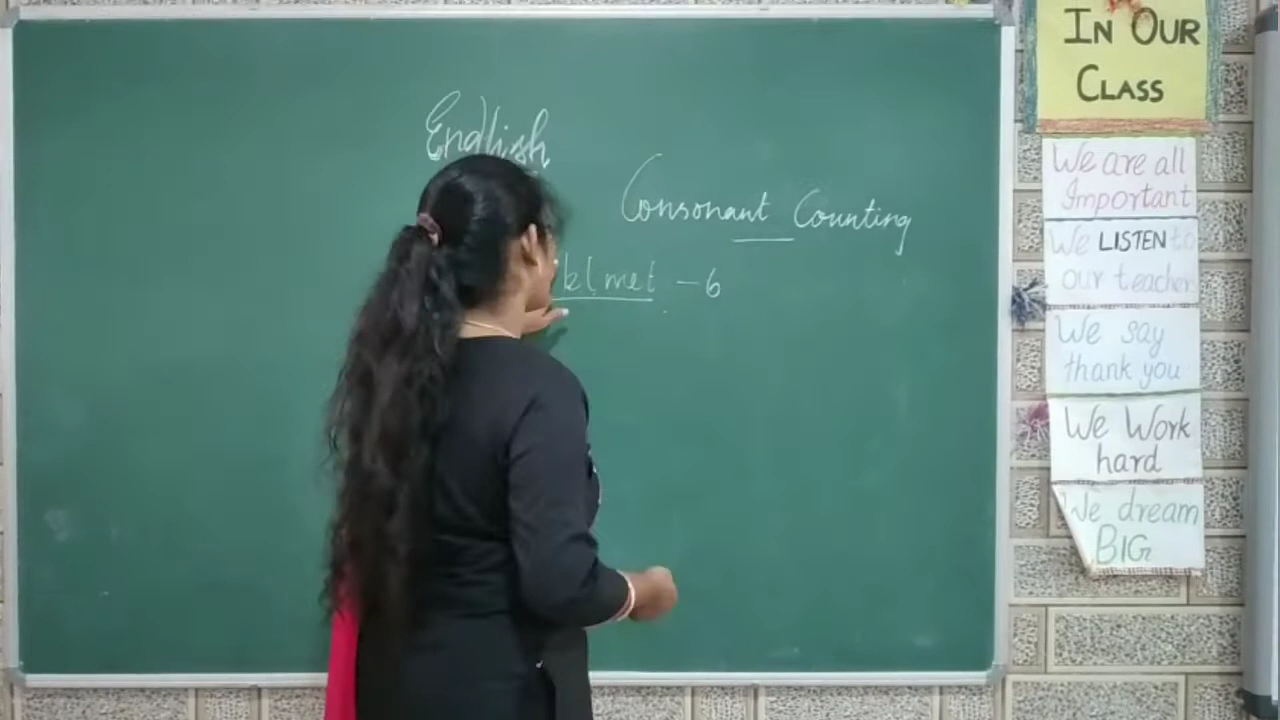 English
Consonant Counting
klmet - 6
IN OUR
CLASS
We are all
Important
We LISTEN to
our teacher
We say
thank you
We Work
hard
We dream
BIG